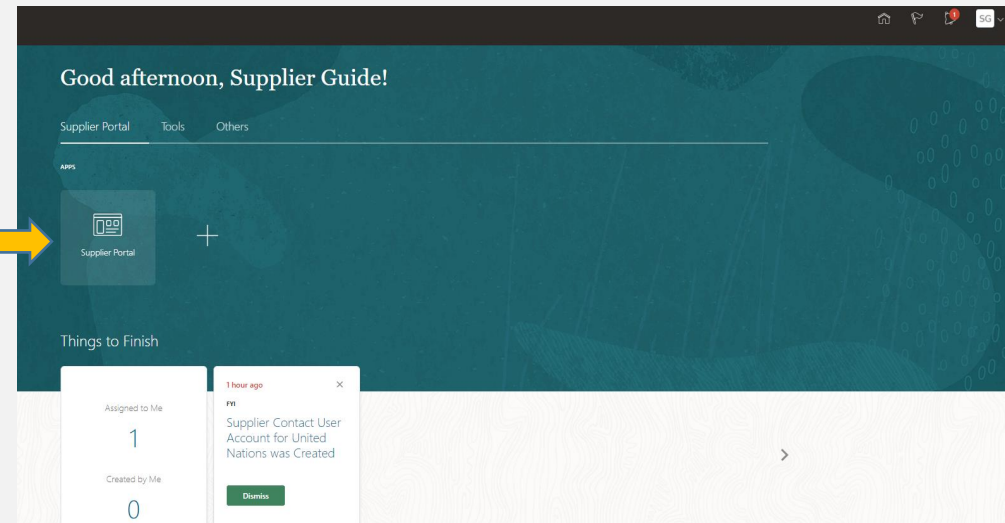 1
SG
Good afternoon, Supplier Guide!
Supplier Portal Tools Others
APPS
Supplier Portal
Things to Finish
Assigned to Me
1
Created by Me
0
1 hour ago
FYI
Supplier Contact User
Account for United
Nations was Created
Dismiss